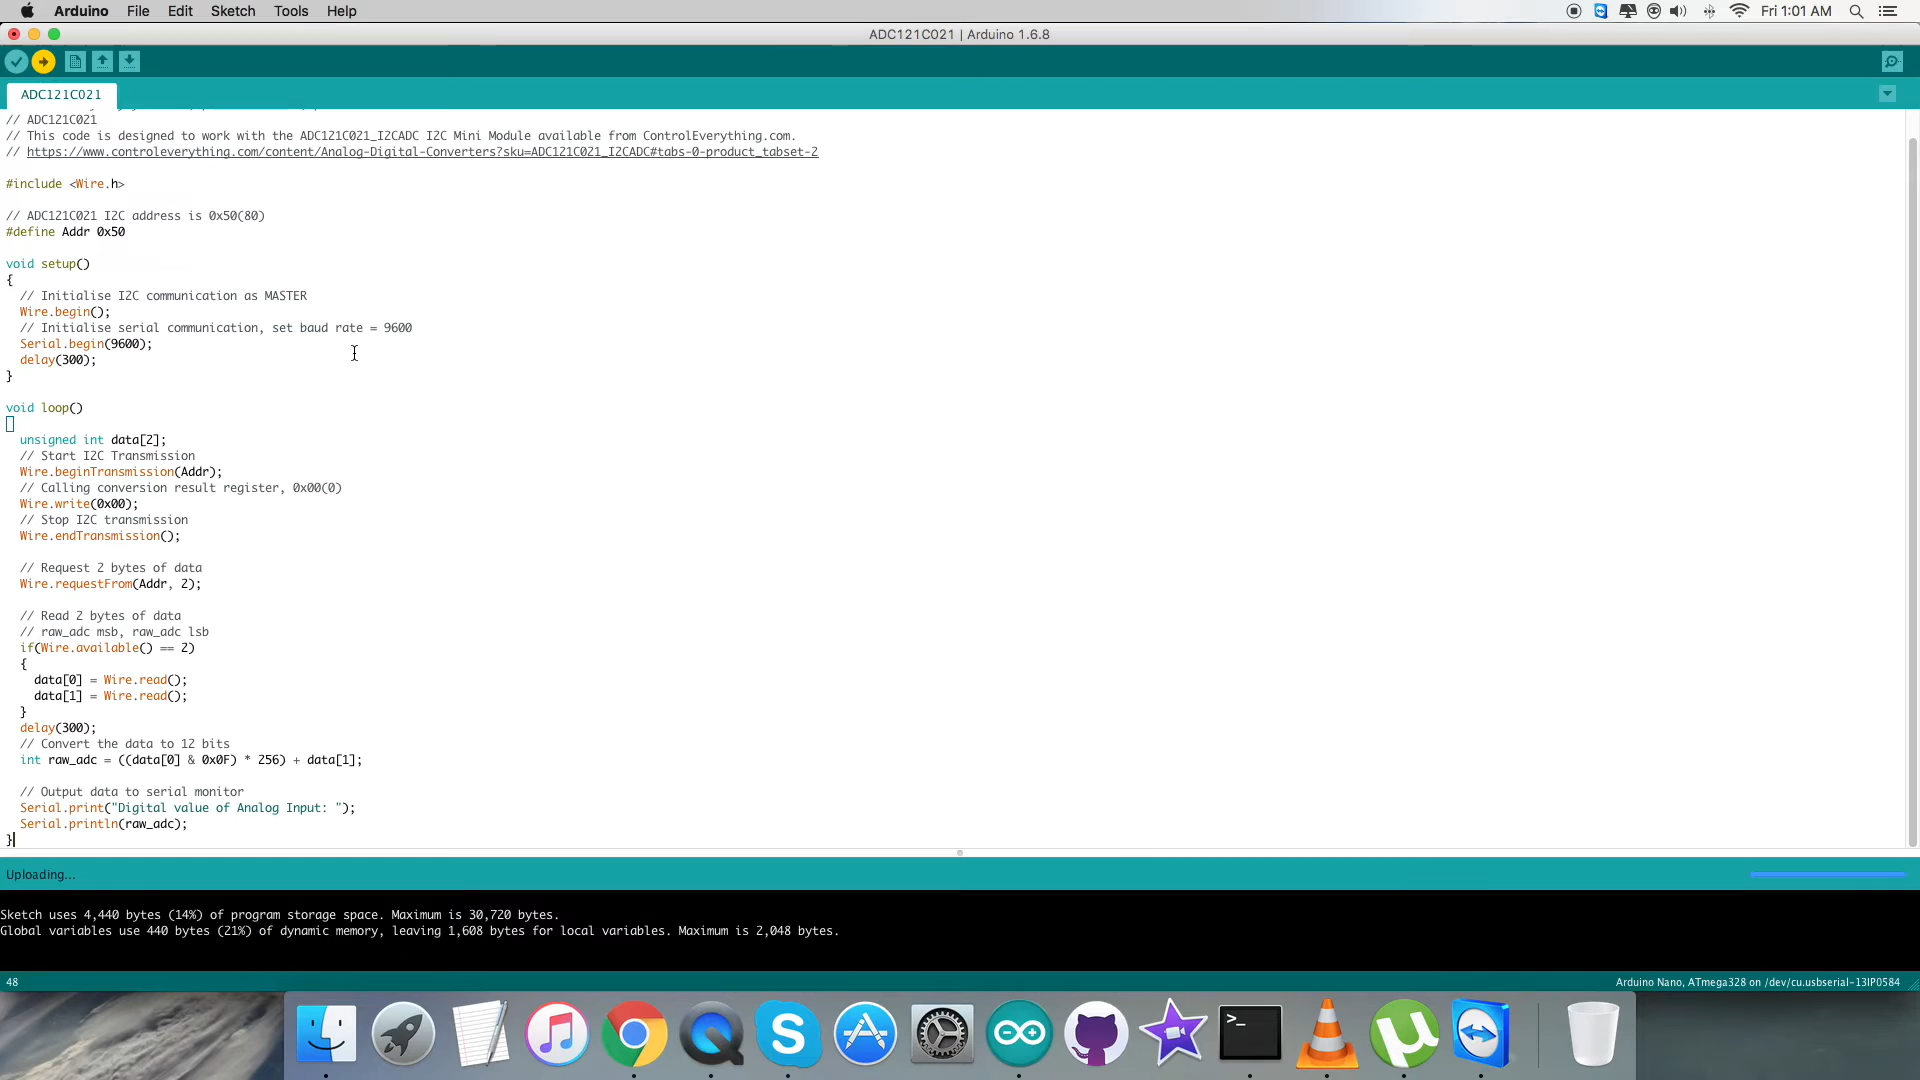 Arduino File Edit Sketch Tools Help Fri 1:01 AM
ADC121C021 | Arduino 1.6.8
ADC121C021
// ADC121C021
// This code is designed to work with the ADC121C021_I2CADC I2C Mini Module available from ControlEverything.com.
// https://www.controleverything.com/content/Analog-Digital-Converters?sku=ADC121C021_I2CADC#tabs-0-product_tabset-2
#include <Wire.h>
// ADC121C021 I2C address is 0x50(80)
#define Addr 0x50
void setup()
{
// Initialise I2C communication as MASTER
Wire.begin();
// Initialise serial communication, set baud rate = 9600
Serial.begin(9600);
delay(300);
}
void loop()
unsigned int data[2];
// Start I2C Transmission
Wire.beginTransmission(Addr);
// Calling conversion result register, 0x00(0)
Wire.write(0x00);
// Stop I2C transmission
Wire.endTransmission();
// Request 2 bytes of data
Wire.requestFrom(Addr, 2);
// Read 2 bytes of data
// raw_adc msb, raw_adc lsb
if(Wire.available() == 2)
{
data[0] = Wire.read();
data[1] = Wire.read();
}
delay(300);
// Convert the data to 12 bits
int raw_adc = ((data[0] & 0x0F) * 256) + data[1];
// Output data to serial monitor
Serial.print("Digital value of Analog Input: ");
Serial.println(raw_adc);
}
Uploading...
Sketch uses 4,440 bytes (14%) of program storage space. Maximum is 30,720 bytes.
Global variables use 440 bytes (21%) of dynamic memory, leaving 1,608 bytes for local variables. Maximum is 2,048 bytes.
48 Arduino Nano, ATmega328 on /dev/cu.usbserial-13IP0584